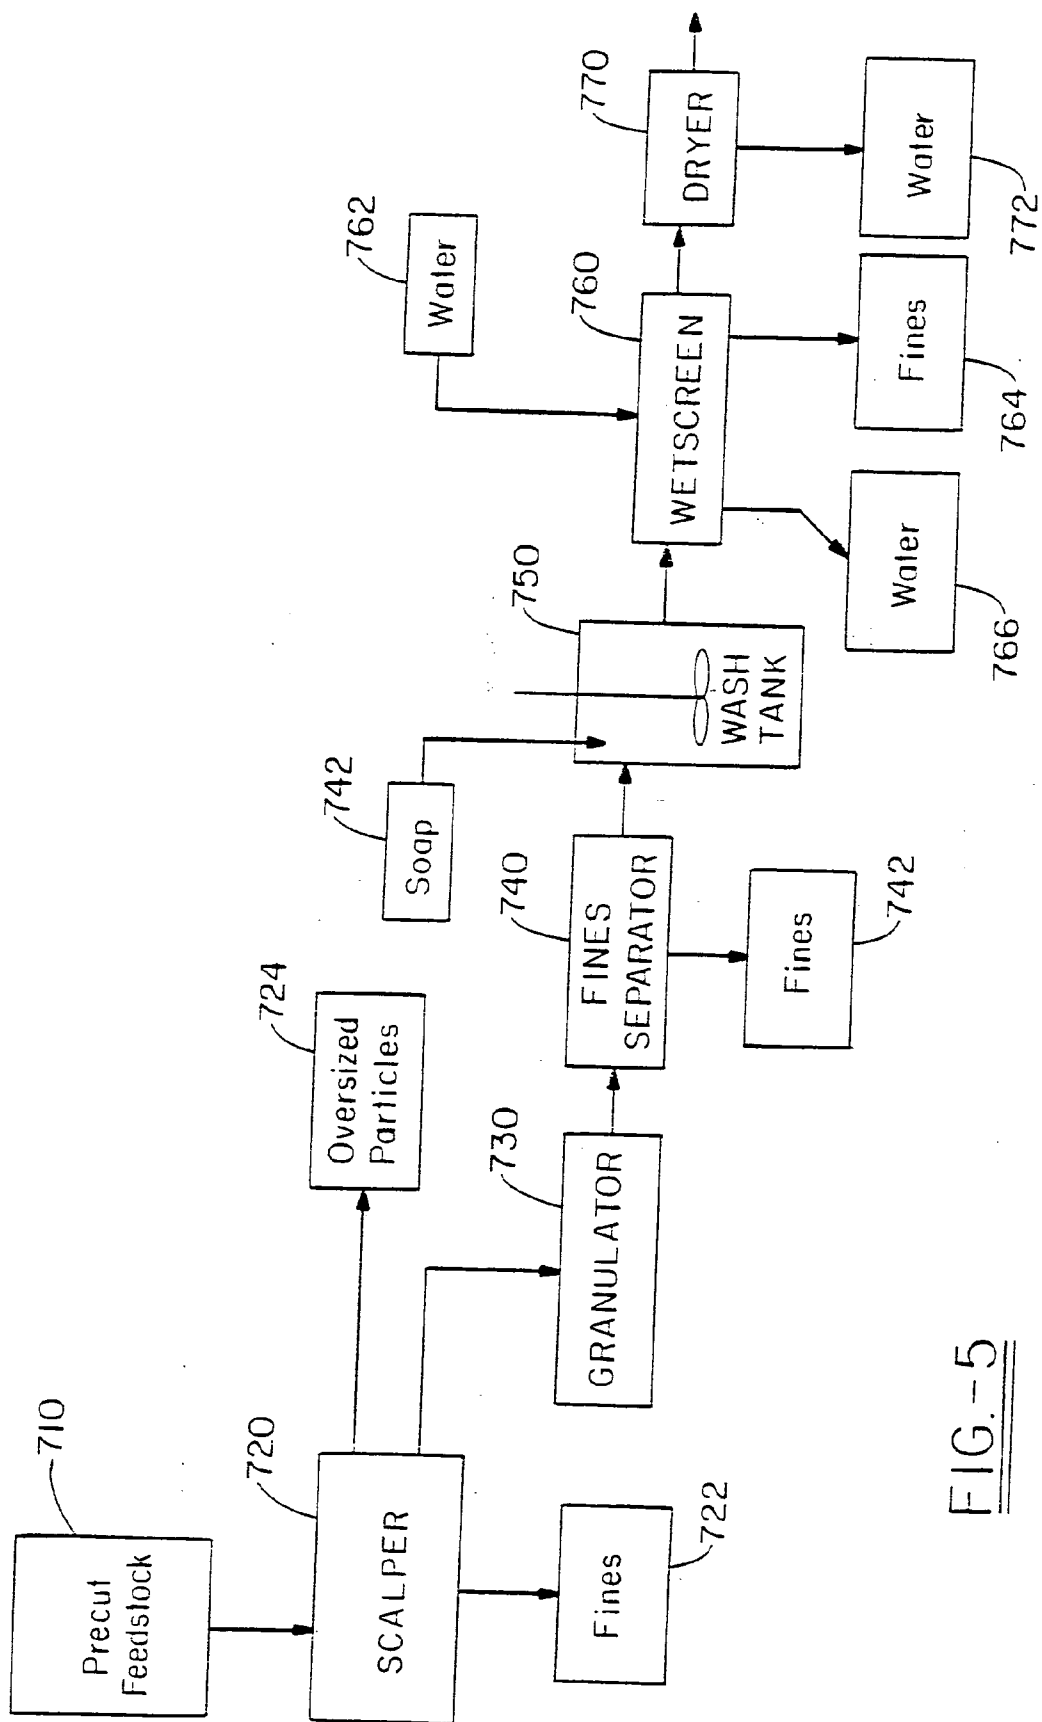 710
Precut
Feedstock
720
SCALPER
Fines
722
724
Oversized
Particles
730
GRANULATOR
740
FINES
SEPARATOR
Fines
742
742
Soap
750
WASH
TANK
762
Water
760
WETSCREEN
Water
766
Fines
764
770
DRYER
Water
772
FIG.-5